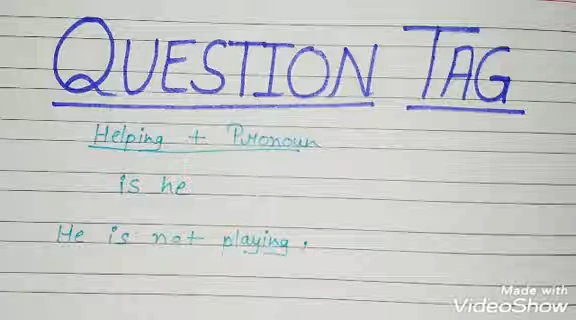 QUESTION TAG
Helping + Pronoun
is he
He is not playing.
Made with
VideoShow